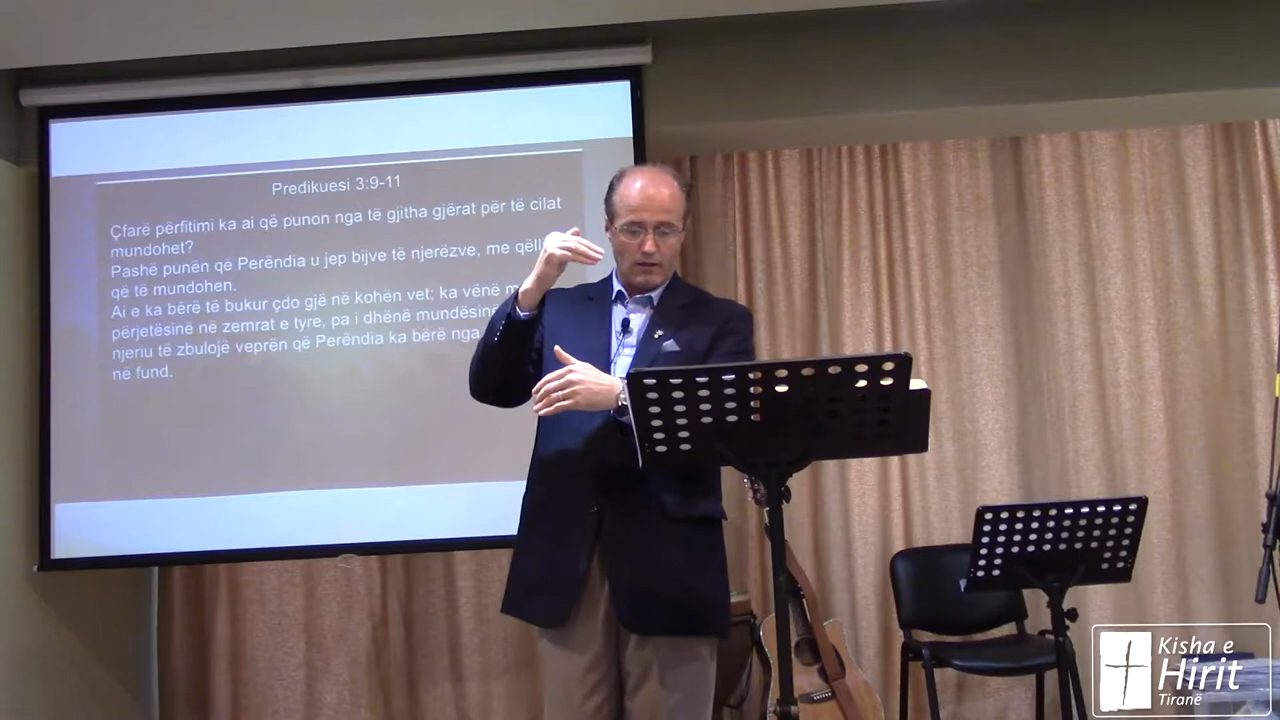 Predikuesi 3:9-11
Çfarë përfitimi ka ai që punon nga të gjitha gjërat për të cilat
mundohet?
Pashë punën që Perëndia u jep bijve të njerëzve, me
që të mundohen.
Ai e ka bërë të bukur çdo gjë në kohën vet; ka vënë
përjetësinë në zemrat e tyre, pa i dhënë
njeriu të zbulojë veprën që Perëndia ka bërë nga
në fund.
Kisha e
Hirit
Tiranë